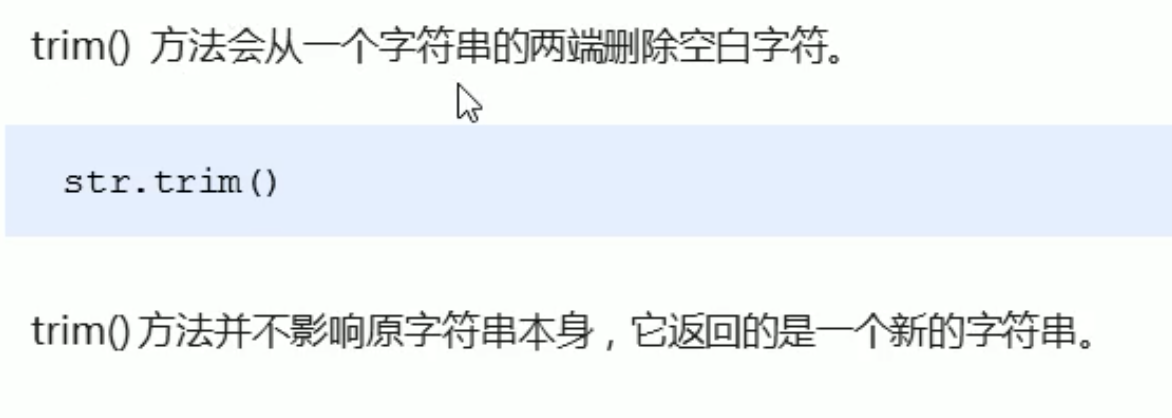 trim() 方法会从一个字符串的两端删除空白字符。
str.trim()
trim()方法并不影响原字符串本身，它返回的是一个新的字符串。